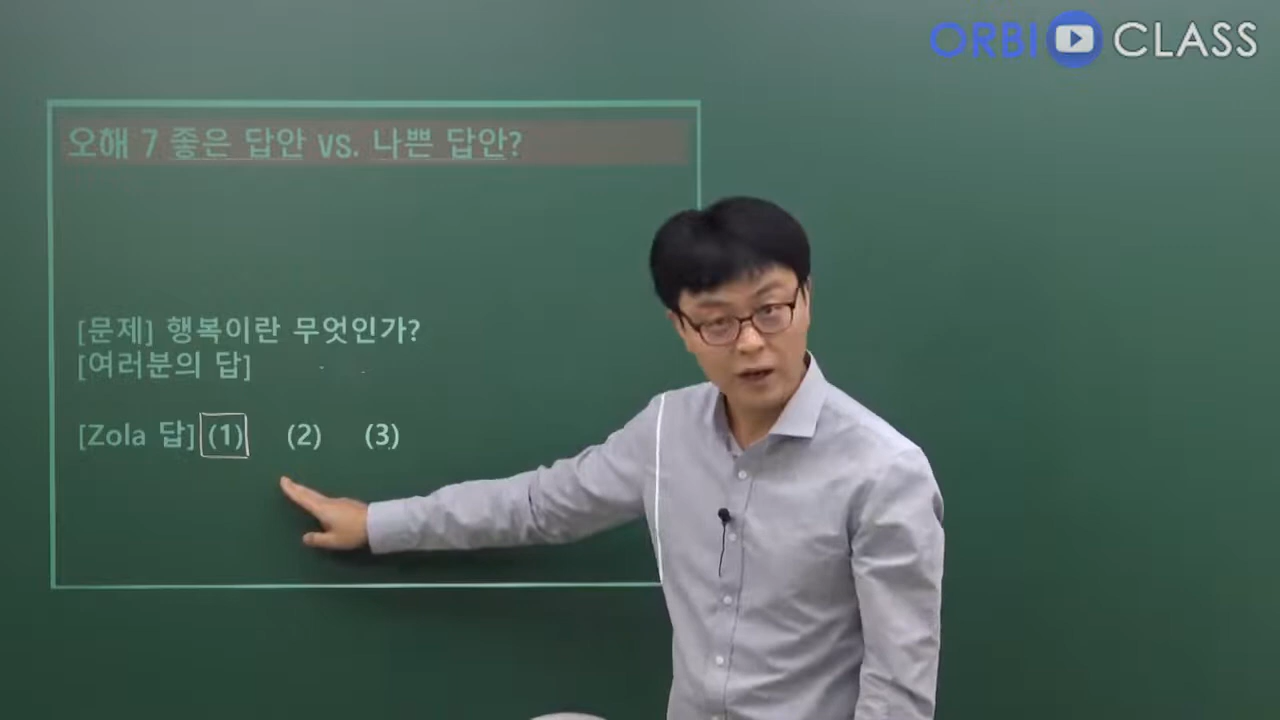 ORBI CLASS
오해 7 좋은 답안 vs. 나쁜 답안?
[문제] 행복이란 무엇인가?
[여러분의 답]
[Zola 답] (1) (2) (3)